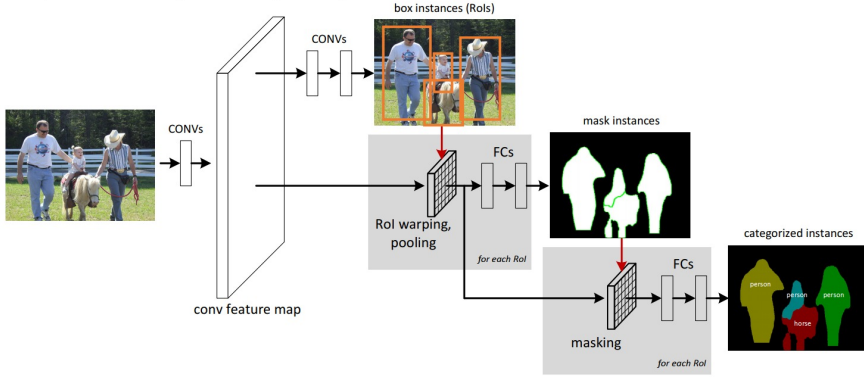 box instances (RoIs)
CONVs
CONVs
mask instances
FCs
RoI warping,
pooling
for each RoI
conv feature map
categorized instances
FCs
person
person
person
horse
masking
for each RoI